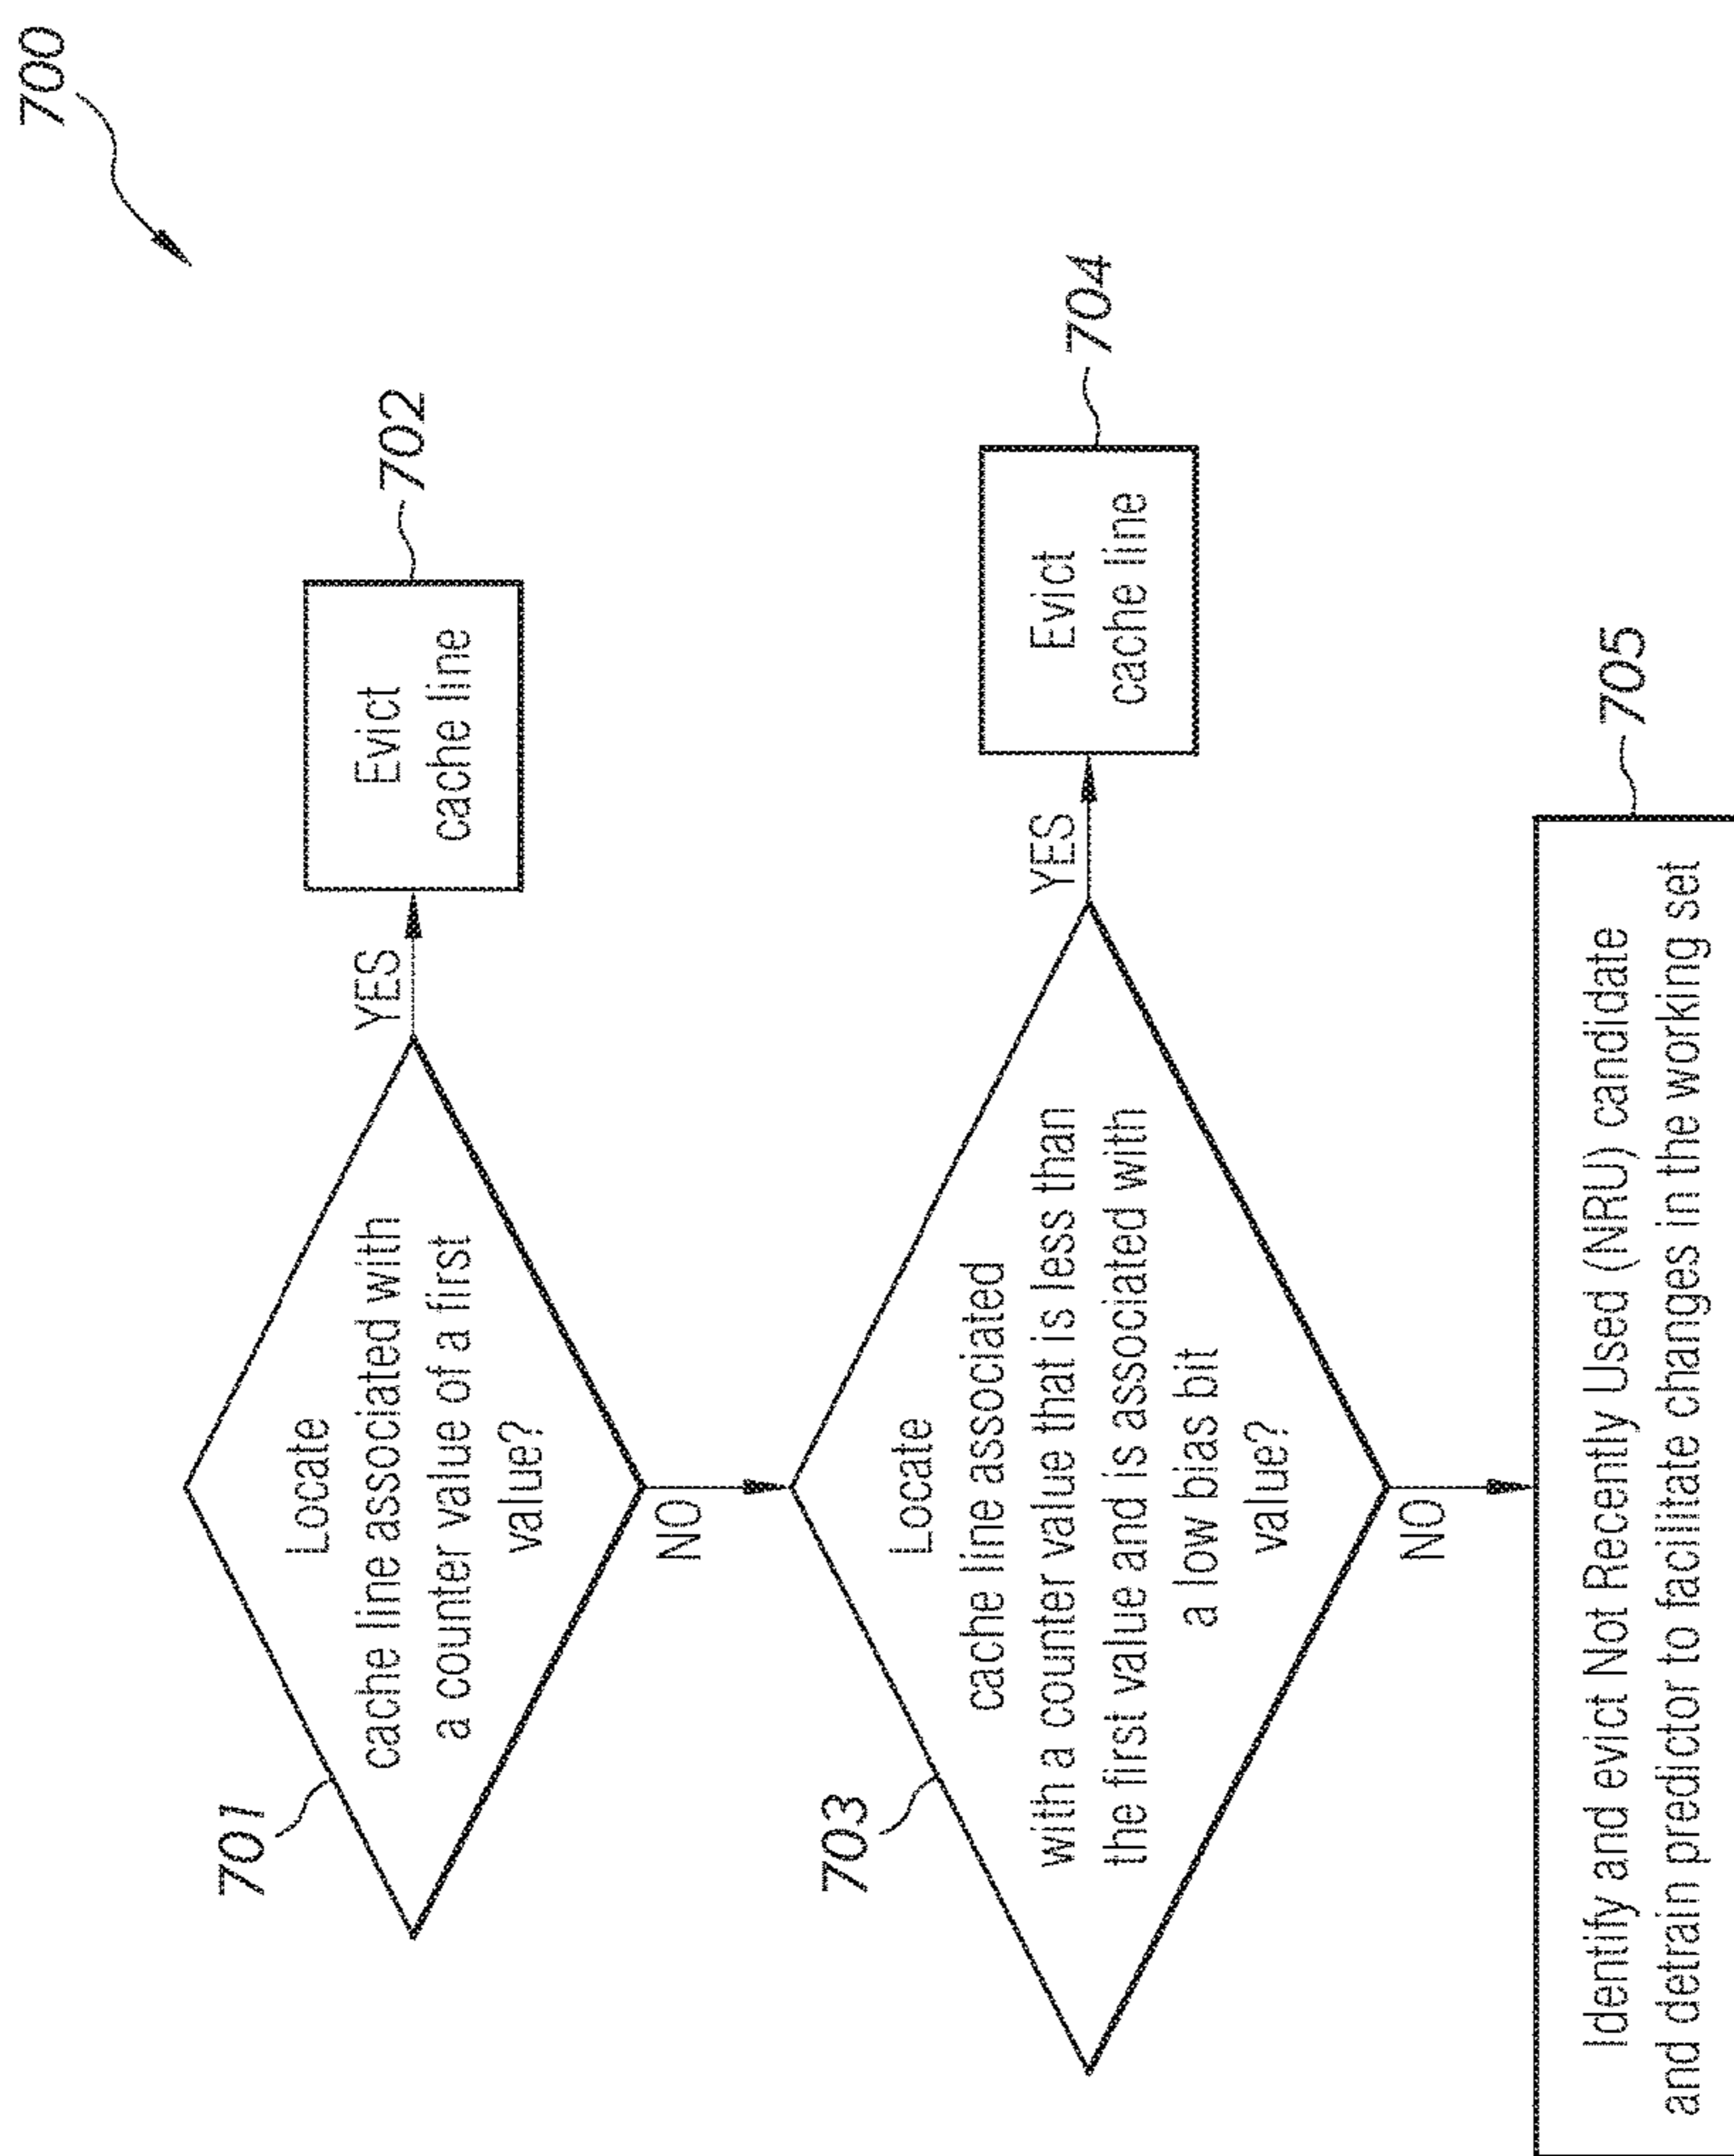 700
701
Locate
cache line associated with
a counter value of a first
value?
YES
Evict
cache line
702
NO
703
Locate
cache line associated
with a counter value that is less than
the first value and is associated with
a low bias bit
value?
YES
Evict
cache line
704
NO
705
Identify and evict Not Recently Used (NRU) candidate
and detrain predictor to facilitate changes in the working set